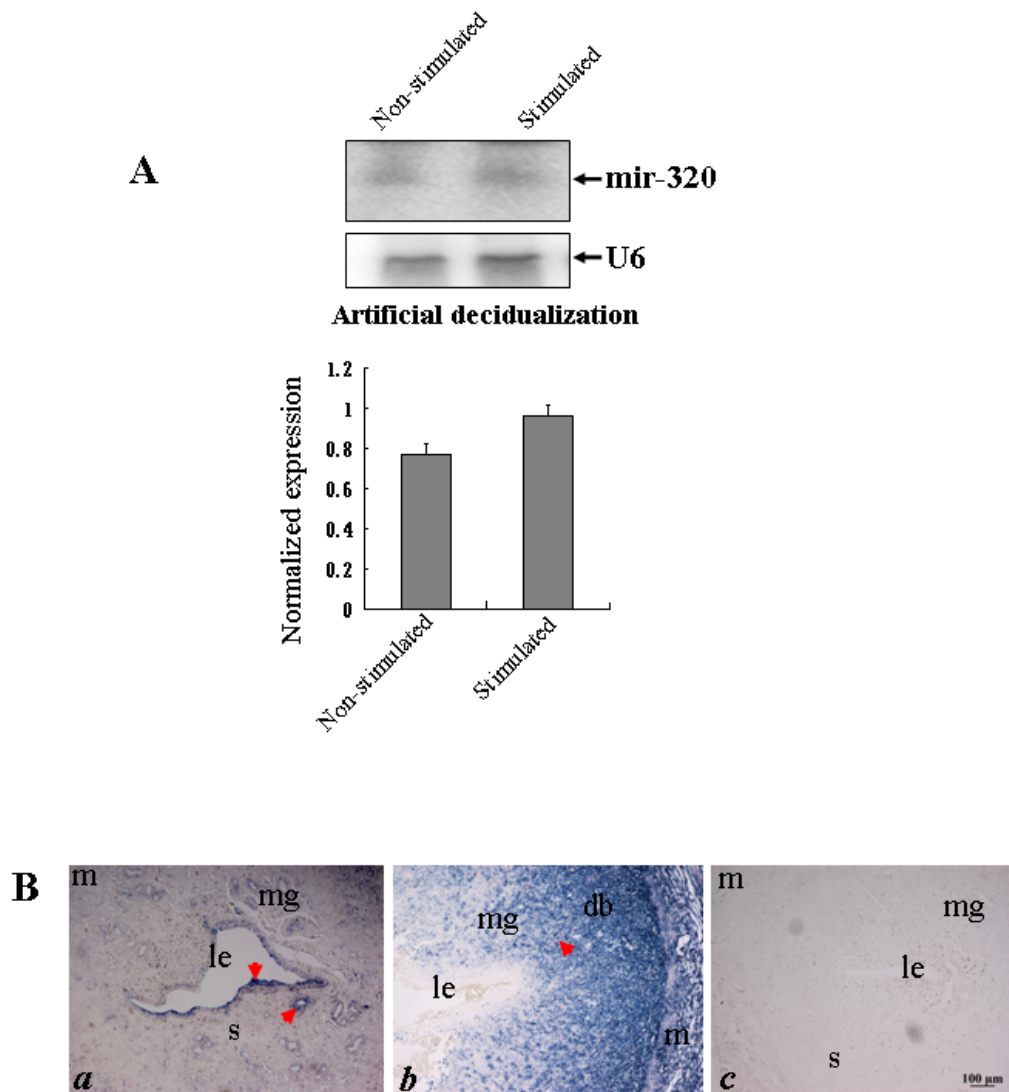 Non-stimulated
Stimulated
A
mir-320
U6
Artificial decidualization
Normalized expression
1.2
1
0.8
0.6
0.4
0.2
0
Non-stimulated
Stimulated
B
m
mg
le
s
a
mg
db
le
m
b
m
mg
le
s
c
100 μm